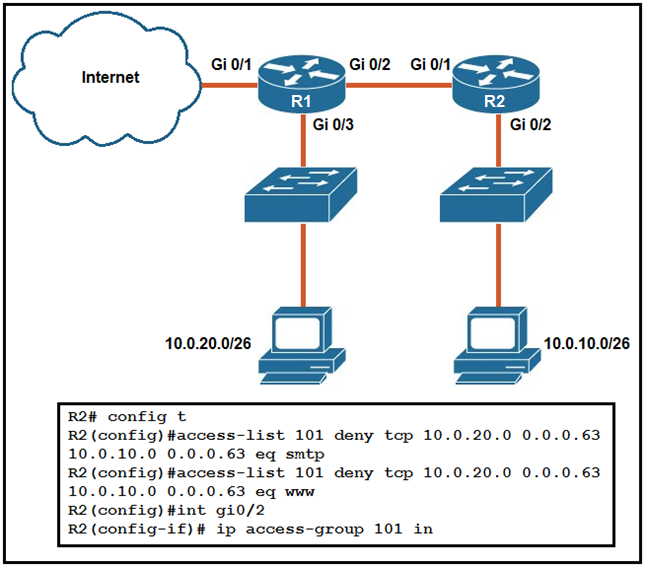 Internet
Gi 0/1
Gi 0/2
Gi 0/1
R1
R2
Gi 0/3
Gi 0/2
10.0.20.0/26
10.0.10.0/26
R2# config t
R2(config)#access-list 101 deny tcp 10.0.20.0 0.0.0.63
10.0.10.0 0.0.0.63 eq smtp
R2(config)#access-list 101 deny tcp 10.0.20.0 0.0.0.63
10.0.10.0 0.0.0.63 eq www
R2(config)#int gi0/2
R2(config-if)# ip access-group 101 in